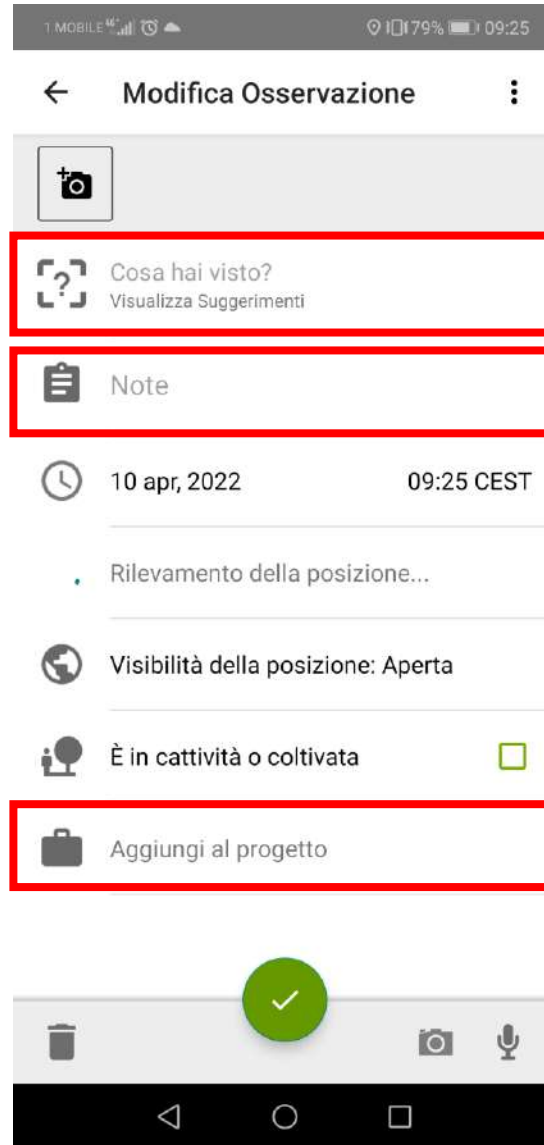 1 MOBILE 79% 09:25
Modifica Osservazione
Cosa hai visto?
Visualizza Suggerimenti
Note
10 apr, 2022 09:25 CEST
Rilevamento della posizione...
Visibilità della posizione: Aperta
È in cattività o coltivata
Aggiungi al progetto